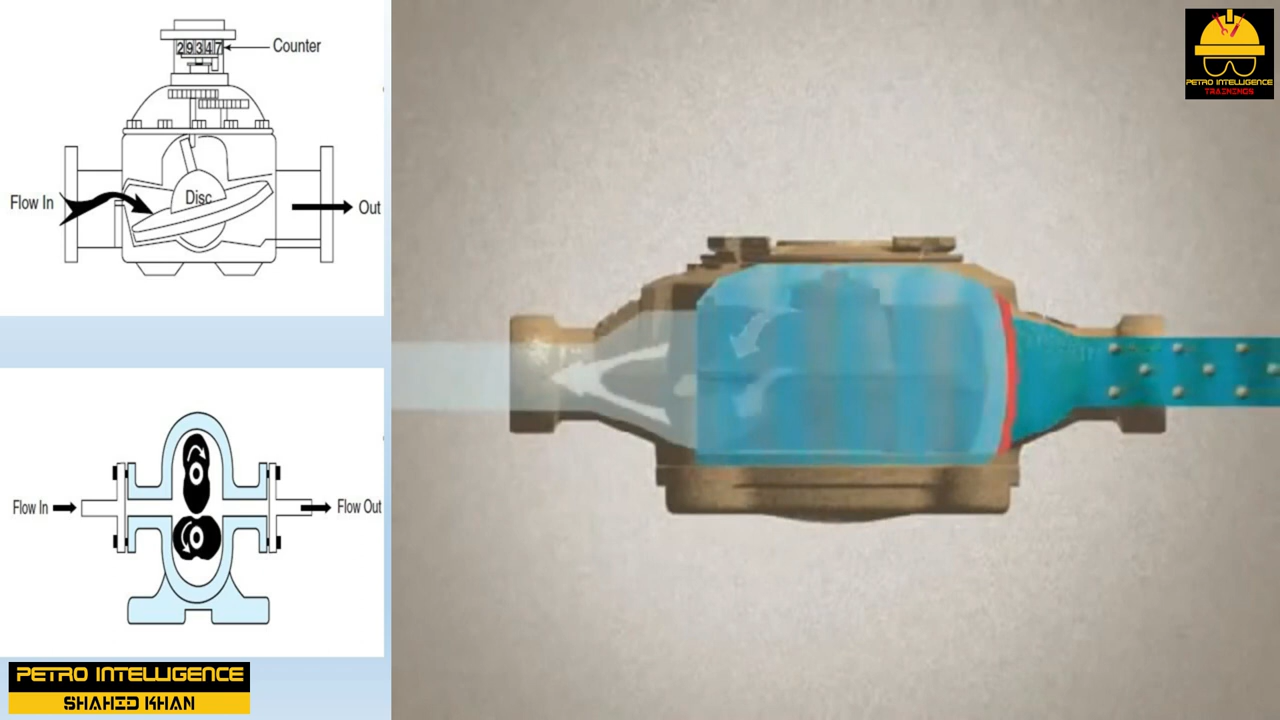 29347
Counter
Flow In
Disc
Out
Flow In
Flow Out
PETRO INTELLIGENCE
SHAHID KHAN
PETRO INTELLIGENCE
TRAININGS